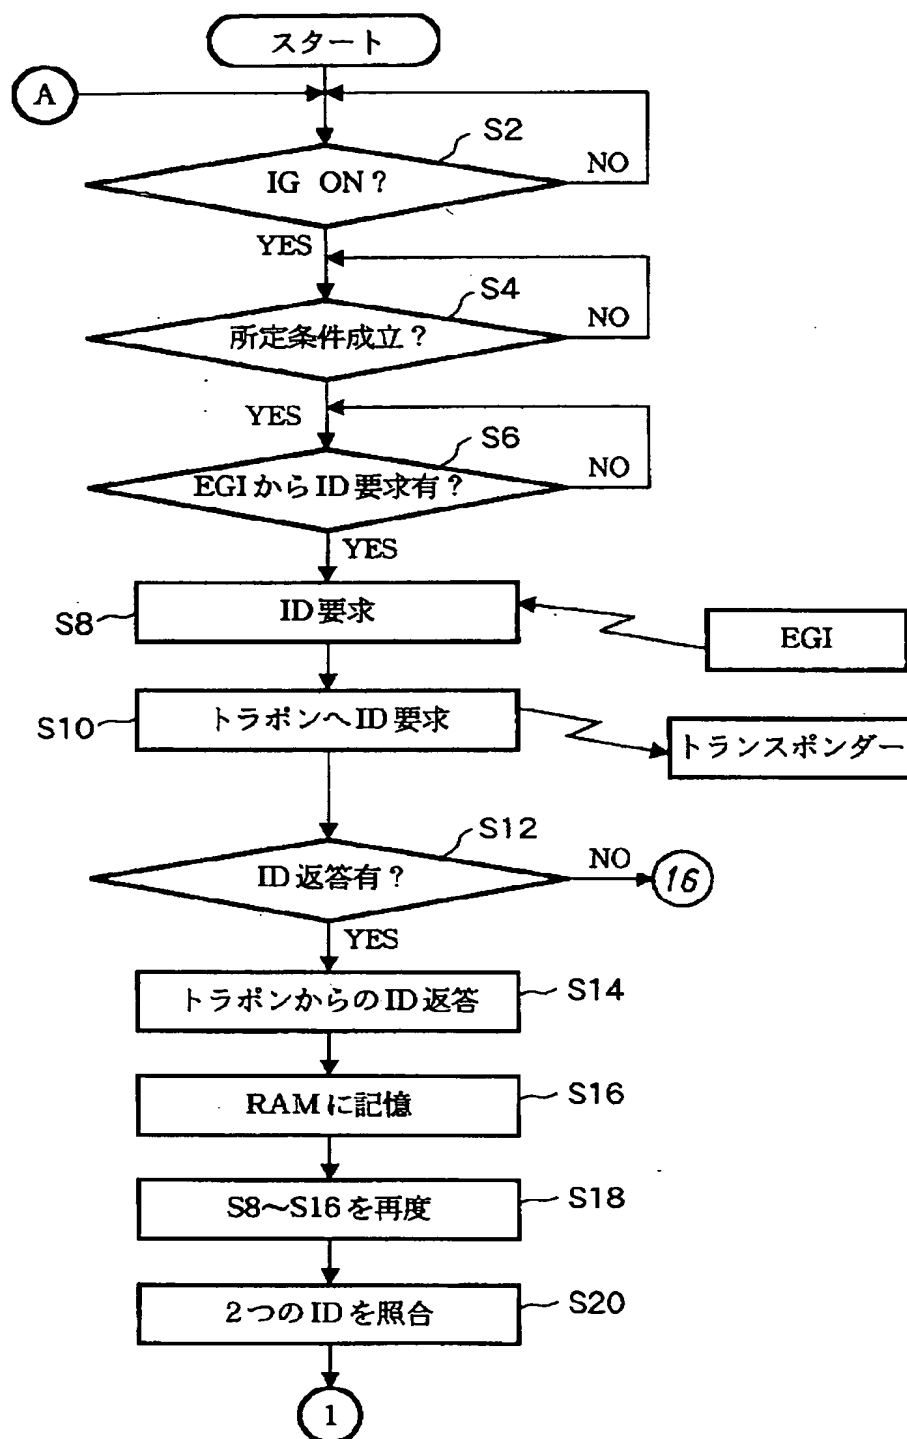 スタート
A
S2
IG ON?
NO
YES
S4
所定条件成立?
NO
YES
S6
EGIからID要求有?
NO
YES
S8
ID要求
EGI
S10
トラポンへID要求
トランスポンダー
S12
ID返答有?
NO
16
YES
トラポンからのID返答
S14
RAMに記憶
S16
S8～S16を再度
S18
2つのIDを照合
S20
1